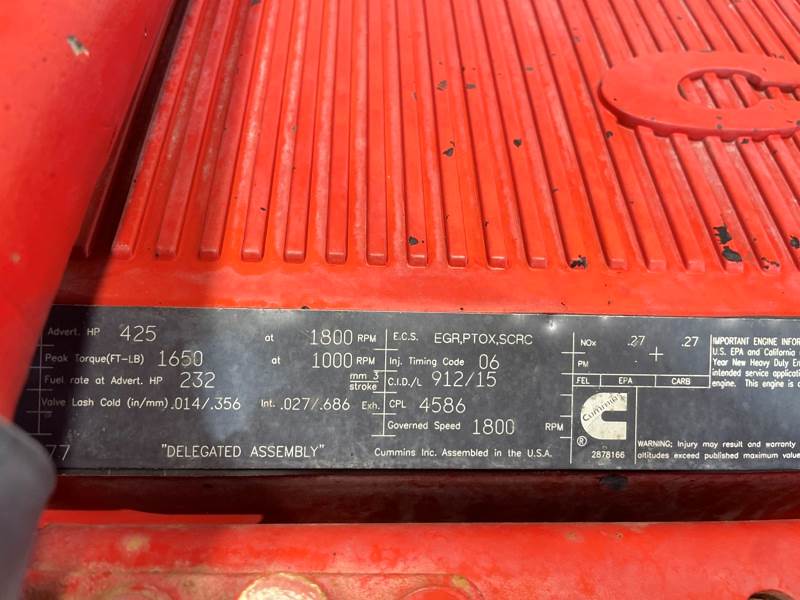 Advert. HP 425 at 1800 RPM
Peak Torque(FT-LB) 1650 at 1000 RPM
Fuel rate at Advert. HP 232 mm 3 stroke
Valve Lash Cold (in/mm) .014/.356 Int. .027/.686 Exh.
77 "DELEGATED ASSEMBLY"
E.C.S. EGR,PTOX,SCRC
Inj. Timing Code 06
C.I.D./L 912/15
CPL 4586
Governed Speed 1800 RPM
Cummins Inc. Assembled in the U.S.A.
NOx .27 + .27
PM
FEL EPA CARB
Cummins
® 2878166
IMPORTANT ENGINE INFOR
U.S. EPA and California
Year New Heavy Duty En
intended service applicati
engine. This engine is c
WARNING: Injury may result and warranty
altitudes exceed published maximum value